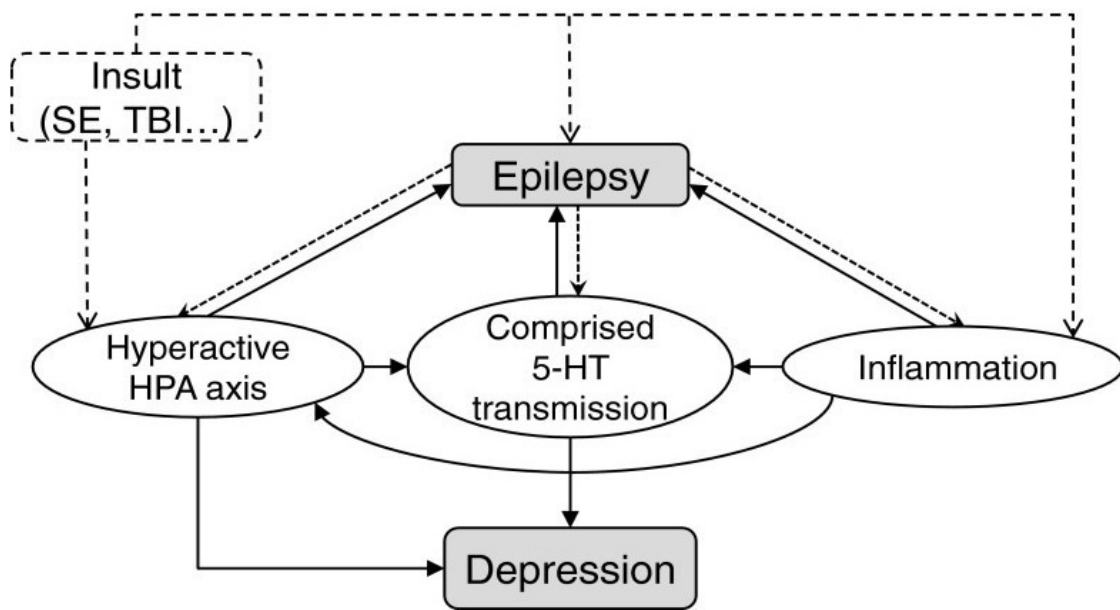 Insult
(SE, TBI…)
Epilepsy
Hyperactive
HPA axis
Comprised
5-HT
transmission
Inflammation
Depression